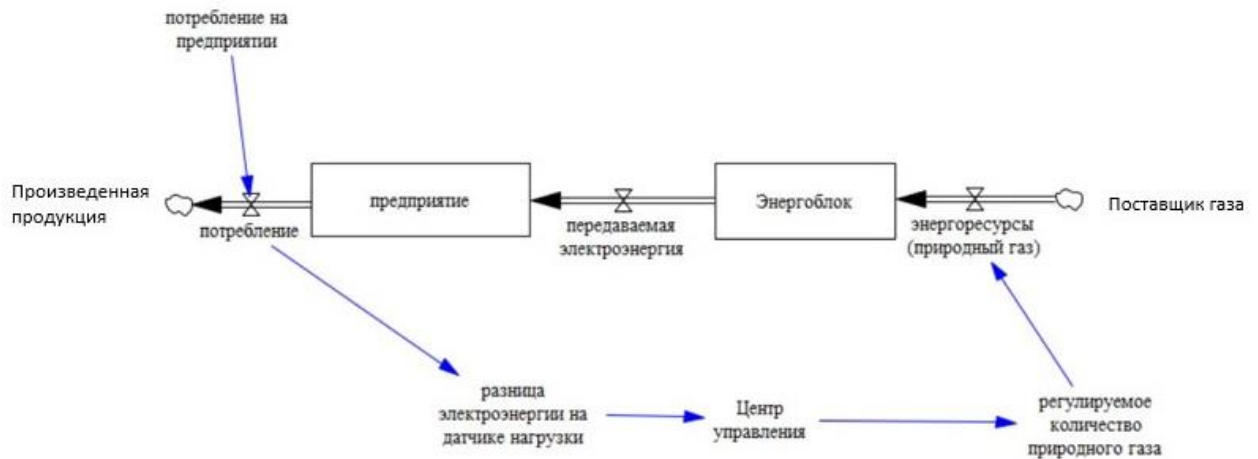 потребление на
предприятии
Произведенная
продукция
потребление
предприятие
передаваемая
электроэнергия
Энергоблок
энергоресурсы
(природный газ)
Поставщик газа
разница
электроэнергии на
датчике нагрузки
Центр
управления
регулируемое
количество
природного газа